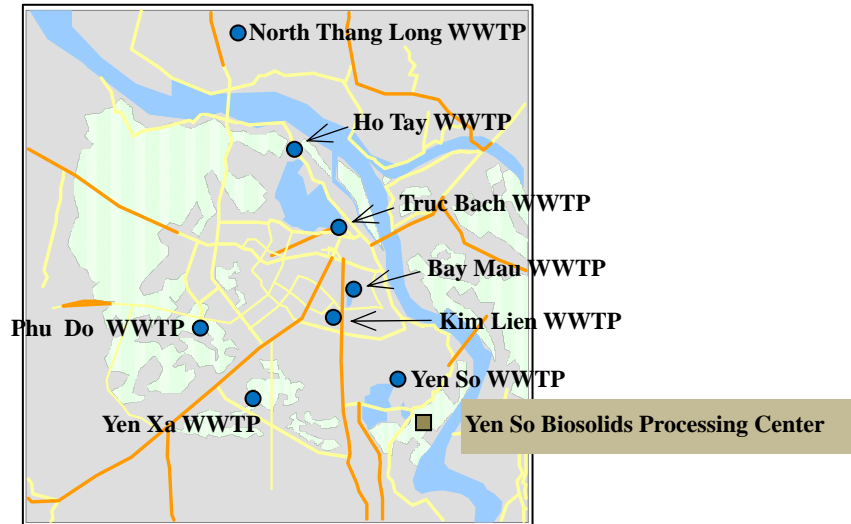 North Thang Long WWTP
Ho Tay WWTP
Truc Bach WWTP
Bay Mau WWTP
Kim Lien WWTP
Phu Do WWTP
Yen So WWTP
Yen Xa WWTP
Yen So Biosolids Processing Center